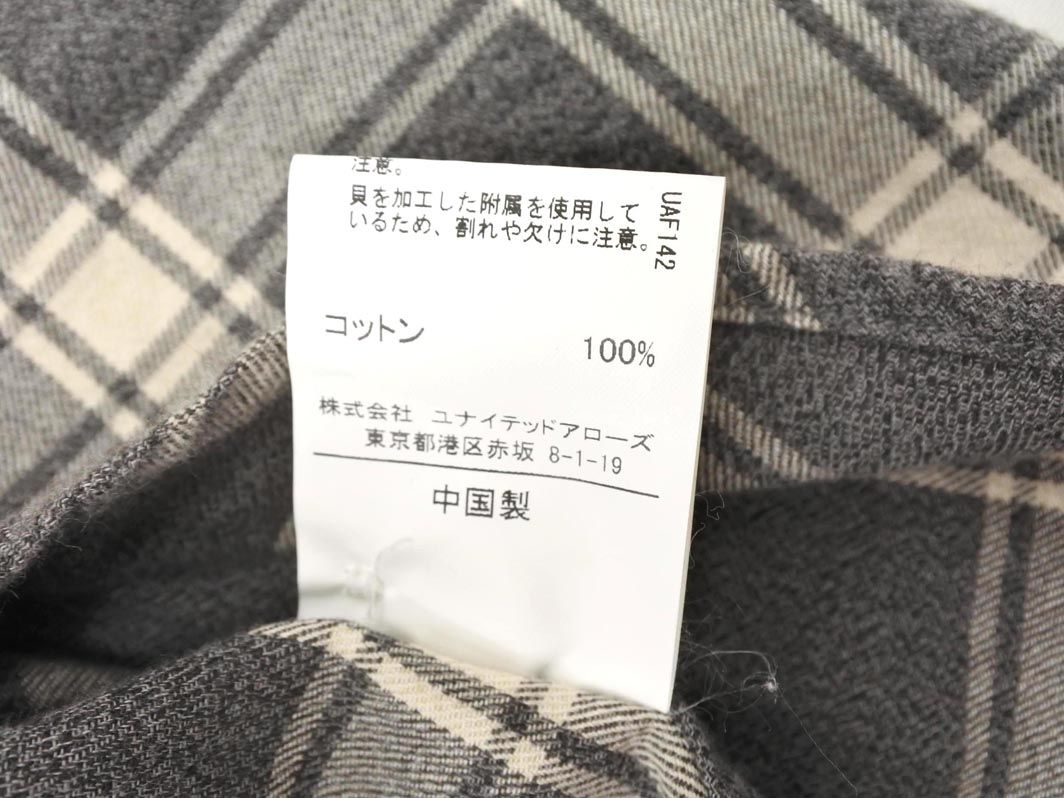 注意。
貝を加工した附属を使用して
いるため、割れや欠けに注意。
UAF142
コットン 100%
株式会社 ユナイテッドアローズ
東京都港区赤坂 8-1-19
中国製